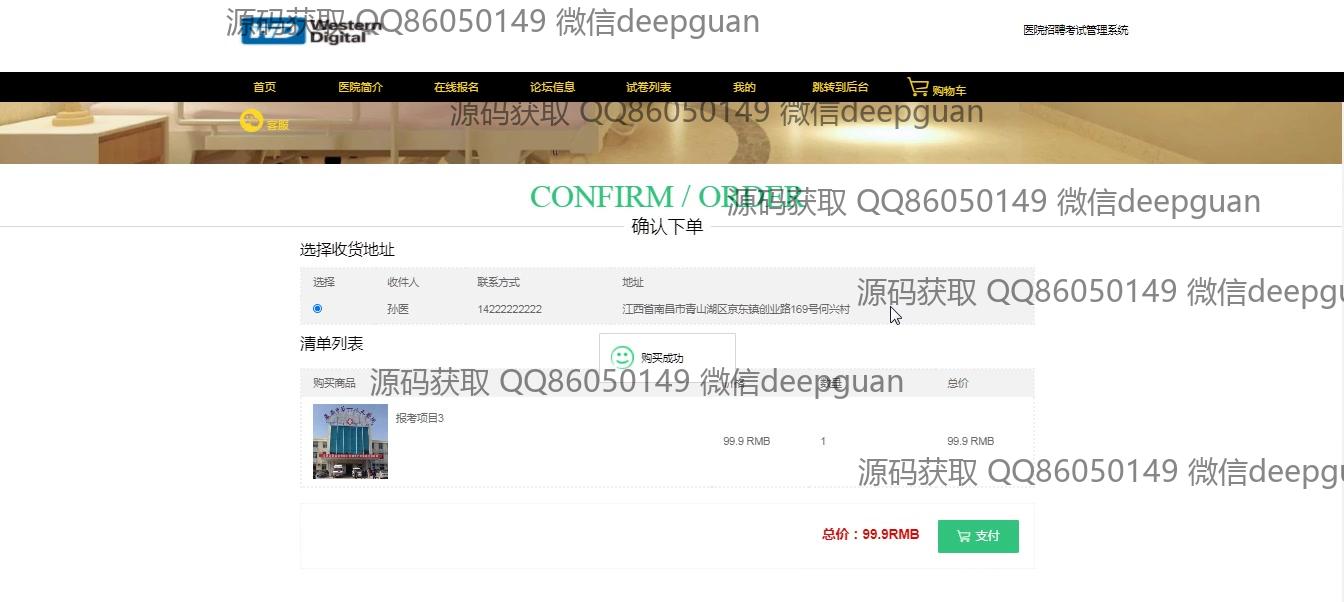 源码获取 QQ86050149 微信deepguan
WD Western Digital
医院招聘考试管理系统
首页 医院简介 在线报名 论坛信息 试卷列表 我的 跳转到后台 购物车
源码获取 QQ86050149 微信deepguan
客服
CONFIRM / ORDER
源码获取 QQ86050149 微信deepguan
确认下单
选择收货地址
选择 收件人 联系方式 地址
源码获取 QQ86050149 微信deepgu
孙医 14222222222 江西省南昌市青山湖区京东镇创业路169号何兴村
清单列表
购买成功
购买商品 价格 数量 总价
源码获取 QQ86050149 微信deepguan
报考项目3
99.9 RMB 1 99.9 RMB
源码获取 QQ86050149 微信deepgu
总价：99.9RMB 支付